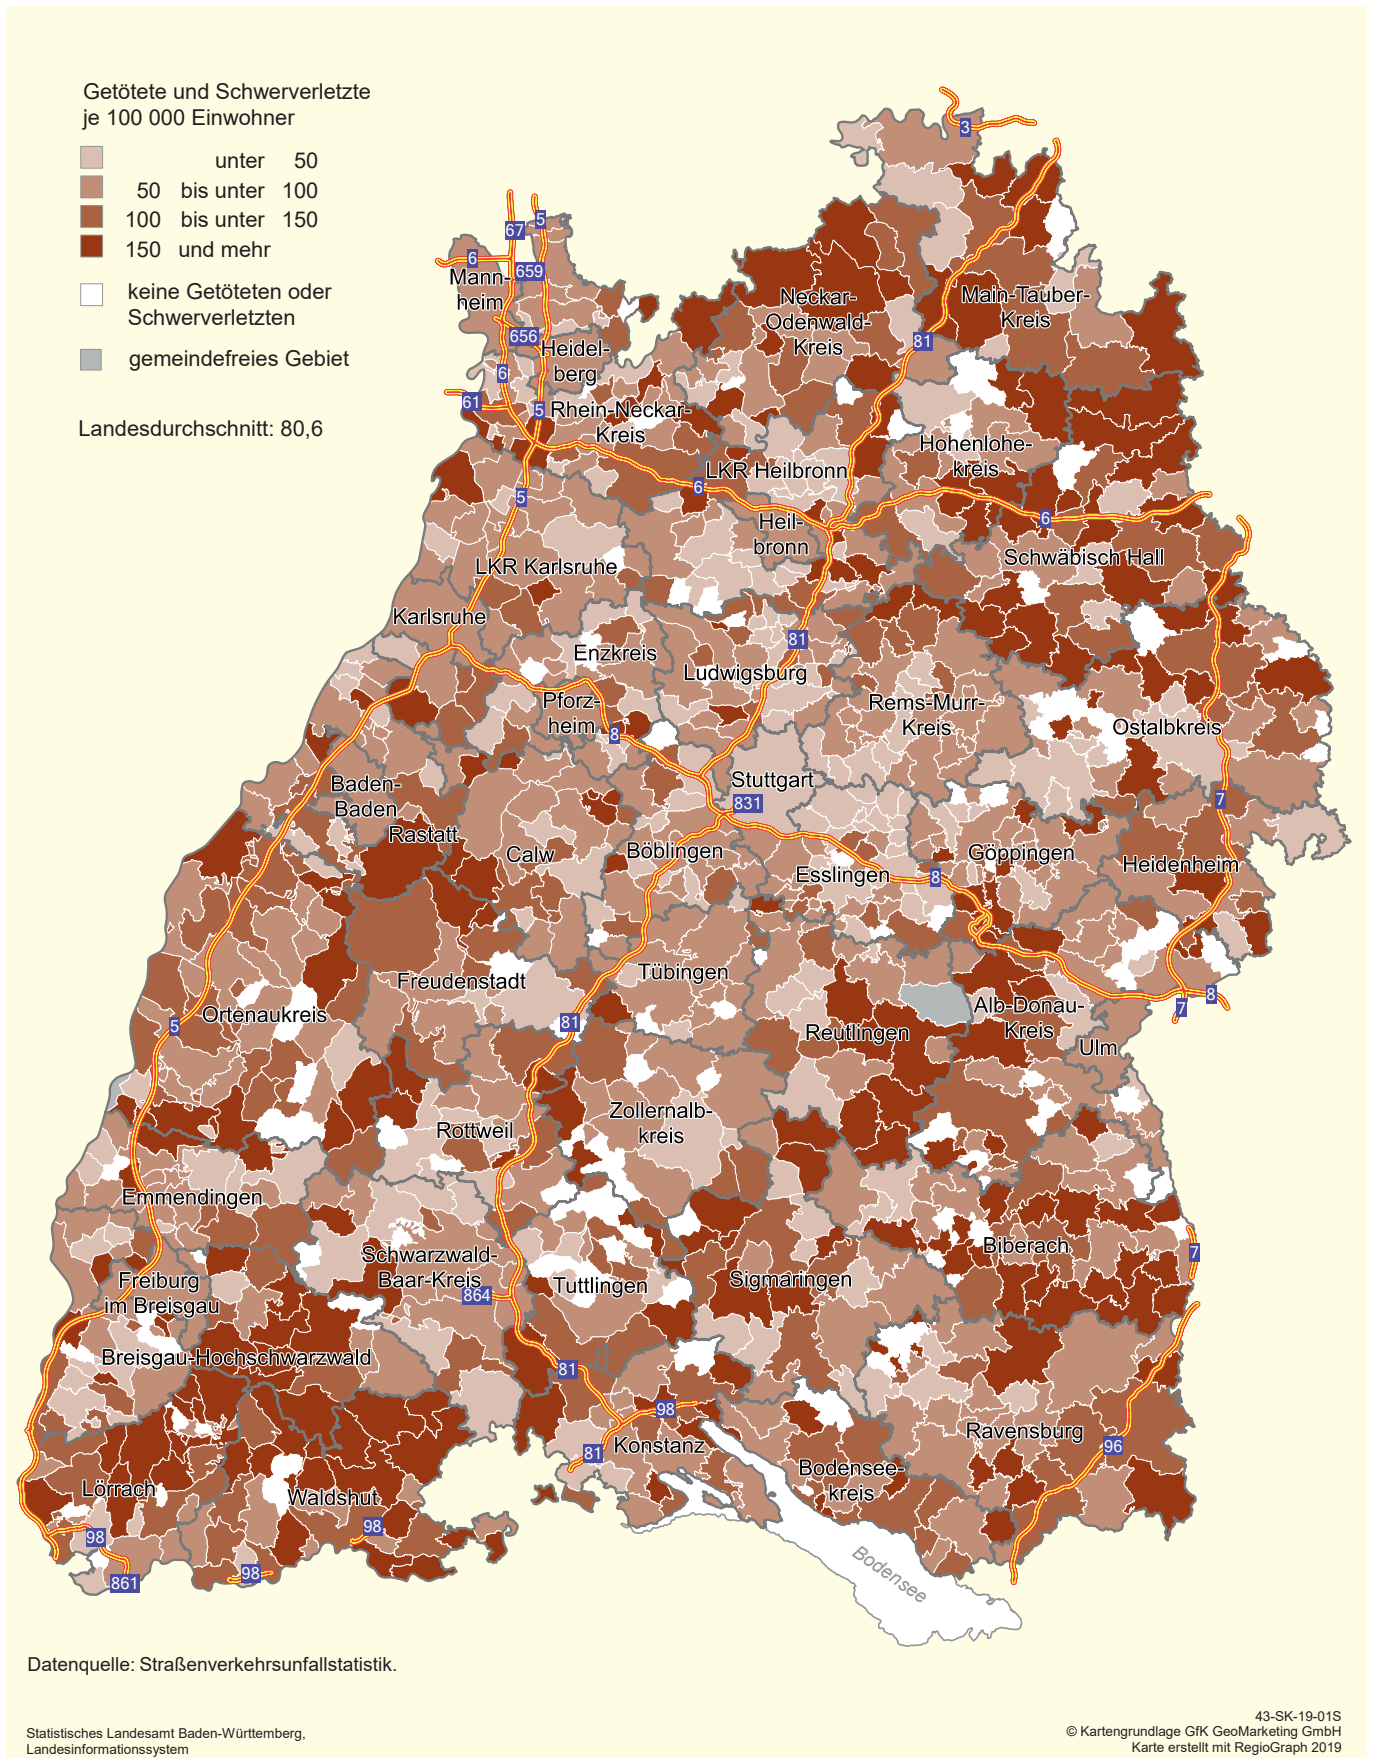 Getötete und Schwerverletzte
je 100 000 Einwohner
unter 50
50 bis unter 100
100 bis unter 150
150 und mehr
keine Getöteten oder
Schwerverletzten
gemeindefreies Gebiet
Landesdurchschnitt: 80,6
3
67
5
6
659
Mann-
heim
656
Heidel-
berg
6
61
5
Rhein-Neckar-
Kreis
Neckar-
Odenwald-
Kreis
Main-Tauber-
Kreis
81
Hohenlohe-
kreis
LKR Heilbronn
6
5
Heil-
bronn
6
Schwäbisch Hall
LKR Karlsruhe
Karlsruhe
Enzkreis
81
Ludwigsburg
Pforz-
heim
8
Rems-Murr-
Kreis
Ostalbkreis
Stuttgart
831
7
Baden-
Baden
Rastatt
Calw
Böblingen
Esslingen
8
Göppingen
Heidenheim
Freudenstadt
Tübingen
Ortenaukreis
5
81
Reutlingen
Alb-Donau-
Kreis
8
7
Ulm
Zollernalb-
kreis
Rottweil
Emmendingen
Schwarzwald-
Baar-Kreis
864
Tuttlingen
Sigmaringen
Biberach
7
Freiburg
im Breisgau
Breisgau-Hochschwarzwald
81
98
Konstanz
81
Ravensburg
96
Bodensee-
kreis
Lörrach
Waldshut
98
98
98
861
Bodensee
Datenquelle: Straßenverkehrsunfallstatistik.
43-SK-19-01S
Statistisches Landesamt Baden-Württemberg,
Landesinformationssystem
© Kartengrundlage GfK GeoMarketing GmbH
Karte erstellt mit RegioGraph 2019